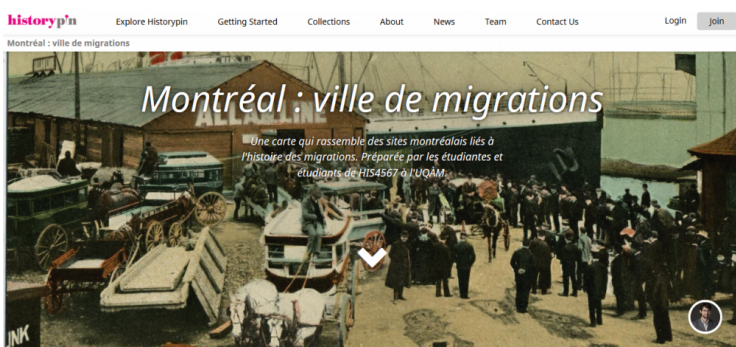 historypin
Explore Historypin
Getting Started
Collections
About
News
Team
Contact Us
Login
Join
Montréal : ville de migrations
Montréal : ville de migrations
ALLAN LINE
Une carte qui rassemble des sites montréalais liés à
l'histoire des migrations. Préparée par les étudiantes et
étudiants de HIS4567 à l'UQÀM.